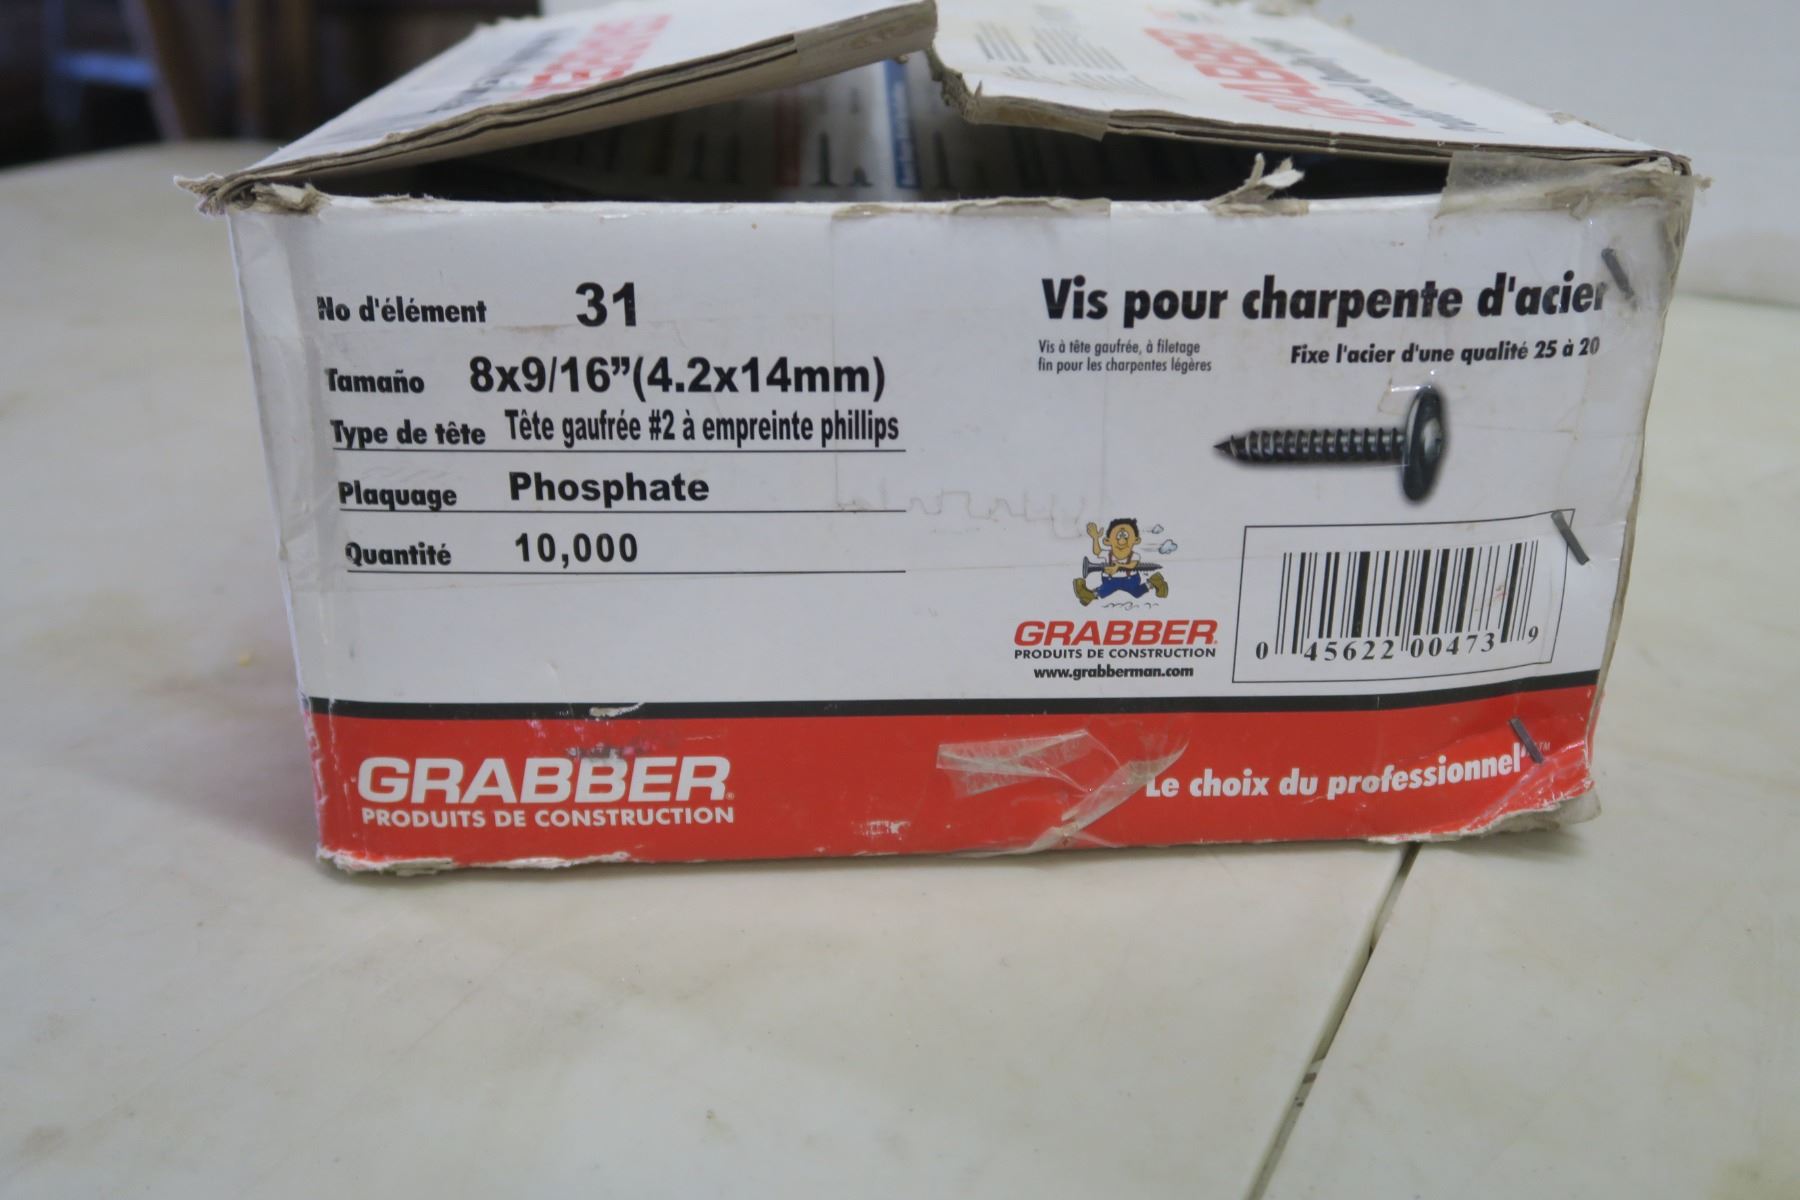 GRABBER
GRABBER
No d'élément 31
Tamaño 8x9/16”(4.2x14mm)
Type de tête Tête gaufrée #2 à empreinte phillips
Plaquage Phosphate
Quantité 10,000
Vis pour charpente d'acier
Vis à tête gaufrée, à filetage
fin pour les charpentes légères
Fixe l'acier d'une qualité 25 à 20
GRABBER
PRODUITS DE CONSTRUCTION
www.grabberman.com
0 45622 00473 9
GRABBER®
PRODUITS DE CONSTRUCTION
Le choix du professionnel™